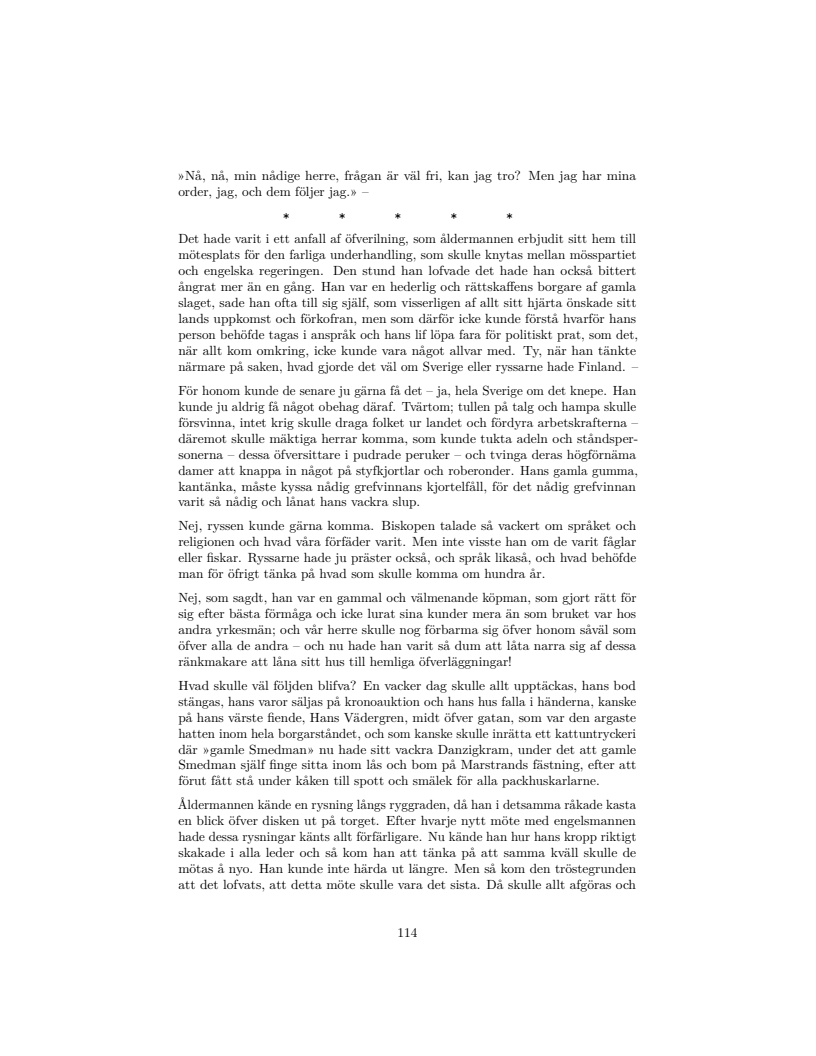 »Nå, nå, min nådige herre, frågan är väl fri, kan jag tro? Men jag har mina
order, jag, och dem följer jag.» –
* * * * *
Det hade varit i ett anfall af öfverilning, som åldermannen erbjudit sitt hem till
mötesplats för den farliga underhandling, som skulle knytas mellan mösspartiet
och engelska regeringen. Den stund han lofvade det hade han också bittert
ångrat mer än en gång. Han var en hederlig och rättskaffens borgare af gamla
slaget, sade han ofta till sig själf, som visserligen af allt sitt hjärta önskade sitt
lands uppkomst och förkofran, men som därför icke kunde förstå hvarför hans
person behöfde tagas i anspråk och hans lif löpa fara för politiskt prat, som det,
när allt kom omkring, icke kunde vara något allvar med. Ty, när han tänkte
närmare på saken, hvad gjorde det väl om Sverige eller ryssarne hade Finland. –
För honom kunde de senare ju gärna få det – ja, hela Sverige om det knepe. Han
kunde ju aldrig få något obehag däraf. Tvärtom; tullen på talg och hampa skulle
försvinna, intet krig skulle draga folket ur landet och fördyra arbetskrafterna –
däremot skulle mäktiga herrar komma, som kunde tukta adeln och ståndsper-
sonerna – dessa öfversittare i pudrade peruker – och tvinga deras högförnäma
damer att knappa in något på styfkjortlar och roberonder. Hans gamla gumma,
kantänka, måste kyssa nådig grefvinnans kjortelfåll, för det nådig grefvinnan
varit så nådig och lånat hans vackra slup.
Nej, ryssen kunde gärna komma. Biskopen talade så vackert om språket och
religionen och hvad våra förfäder varit. Men inte visste han om de varit fåglar
eller fiskar. Ryssarne hade ju präster också, och språk likaså, och hvad behöfde
man för öfrigt tänka på hvad som skulle komma om hundra år.
Nej, som sagdt, han var en gammal och välmenande köpman, som gjort rätt för
sig efter bästa förmåga och icke lurat sina kunder mera än som bruket var hos
andra yrkesmän; och vår herre skulle nog förbarma sig öfver honom såväl som
öfver alla de andra – och nu hade han varit så dum att låta narra sig af dessa
ränkmakare att låna sitt hus till hemliga öfverläggningar!
Hvad skulle väl följden blifva? En vacker dag skulle allt upptäckas, hans bod
stängas, hans varor säljas på kronoauktion och hans hus falla i händerna, kanske
på hans värste fiende, Hans Vädergren, midt öfver gatan, som var den argaste
hatten inom hela borgarståndet, och som kanske skulle inrätta ett kattuntryckeri
där »gamle Smedman» nu hade sitt vackra Danzigkram, under det att gamle
Smedman själf finge sitta inom lås och bom på Marstrands fästning, efter att
förut fått stå under kåken till spott och smälek för alla packhuskarlarne.
Åldermannen kände en rysning långs ryggraden, då han i detsamma råkade kasta
en blick öfver disken ut på torget. Efter hvarje nytt möte med engelsmannen
hade dessa rysningar känts allt förfärligare. Nu kände han hur hans kropp riktigt
skakade i alla leder och så kom han att tänka på att samma kväll skulle de
mötas å nyo. Han kunde inte härda ut längre. Men så kom den tröstegrunden
att det lofvats, att detta möte skulle vara det sista. Då skulle allt afgöras och
114